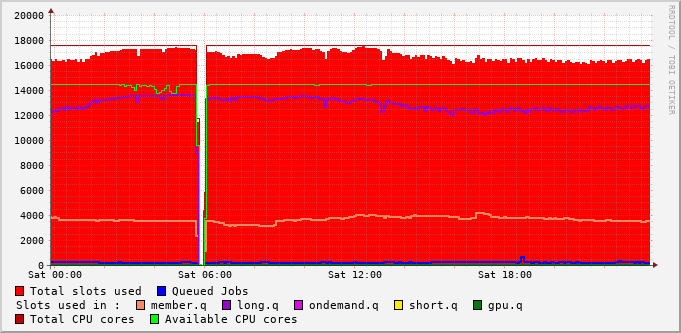 20000
18000
16000
14000
12000
10000
8000
6000
4000
2000
0
Sat 00:00 Sat 06:00 Sat 12:00 Sat 18:00
RRDTOOL / TOBI OETIKER
Total slots used Queued Jobs
Slots used in : member.q long.q ondemand.q short.q gpu.q
Total CPU cores Available CPU cores